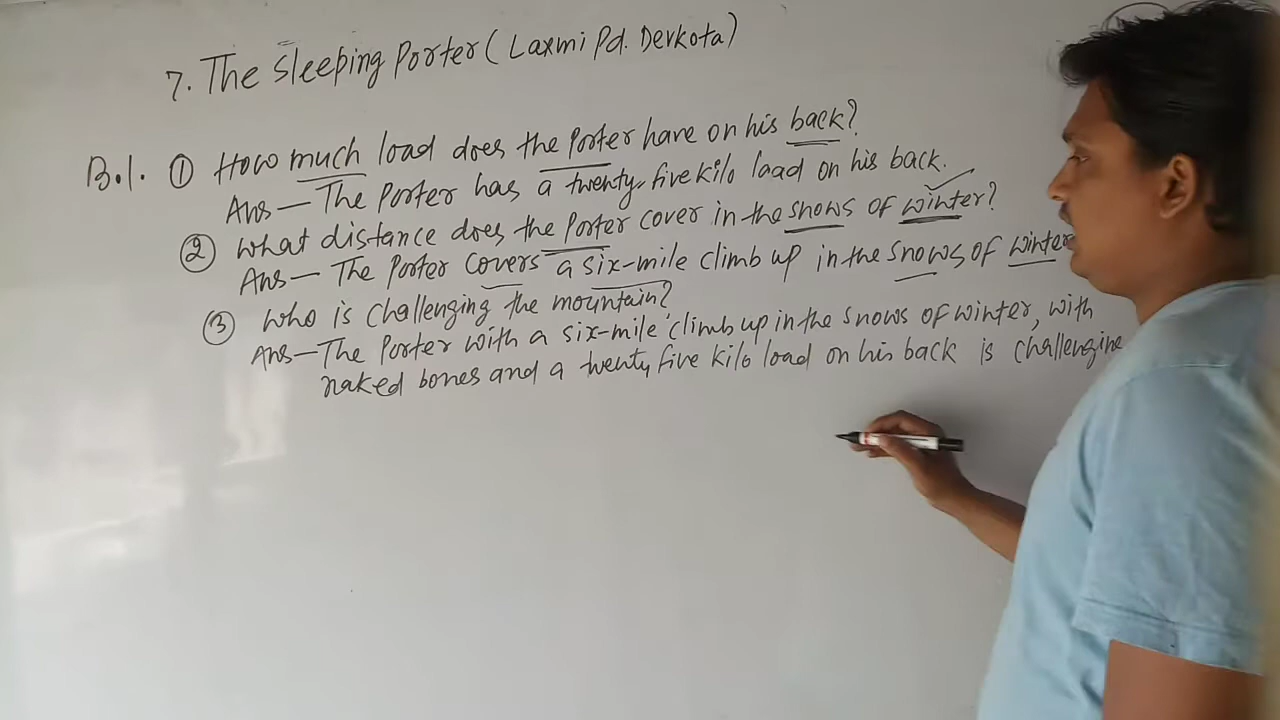 7. The Sleeping Porter (Laxmi Pd. Devkota)
B.1. ① How much load does the Porter have on his back?
Ans — The Porter has a twenty-five kilo load on his back.
② What distance does the Porter cover in the snows of winter?
Ans — The Porter covers a six-mile climb up in the snows of winter
③ Who is challenging the mountain?
Ans — The Porter with a six-mile climb up in the snows of winter, with
naked bones and a twenty five kilo load on his back is challenging